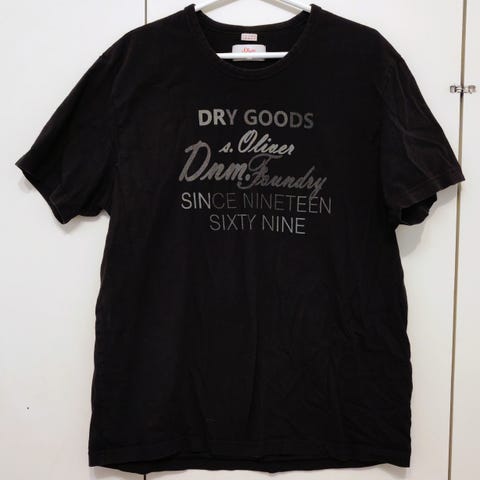 DRY GOODS
s.Oliver
Dnm.Foundry
SINCE NINETEEN
SIXTY NINE